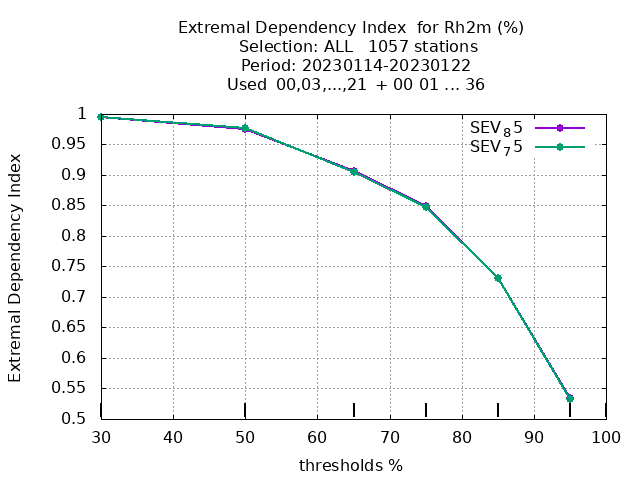 Extremal Dependency Index  for Rh2m (%)
Selection: ALL   1057 stations
Period: 20230114-20230122
Used  00,03,...,21  + 00 01 ... 36
Extremal Dependency Index
1
0.95
0.9
0.85
0.8
0.75
0.7
0.65
0.6
0.55
0.5
SEV₈5
SEV₇5
30 40 50 60 70 80 90 100
thresholds %